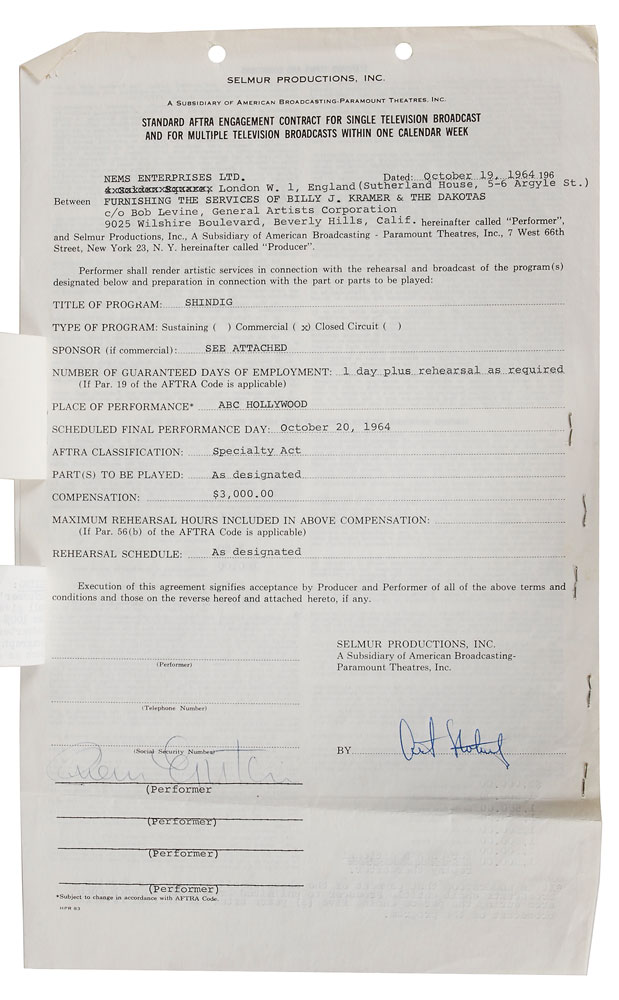 SELMUR PRODUCTIONS, INC.
A SUBSIDIARY OF AMERICAN BROADCASTING-PARAMOUNT THEATRES, INC.
STANDARD AFTRA ENGAGEMENT CONTRACT FOR SINGLE TELEVISION BROADCAST
AND FOR MULTIPLE TELEVISION BROADCASTS WITHIN ONE CALENDAR WEEK
NEMS ENTERPRISES LTD. Dated: October 19, 1964 196
London W. 1, England (Sutherland House, 5-6 Argyle St.)
Between FURNISHING THE SERVICES OF BILLY J. KRAMER & THE DAKOTAS
c/o Bob Levine, General Artists Corporation
9025 Wilshire Boulevard, Beverly Hills, Calif. hereinafter called "Performer",
and Selmur Productions, Inc., A Subsidiary of American Broadcasting - Paramount Theatres, Inc., 7 West 66th
Street, New York 23, N. Y. hereinafter called "Producer".
Performer shall render artistic services in connection with the rehearsal and broadcast of the program(s)
designated below and preparation in connection with the part or parts to be played:
TITLE OF PROGRAM: SHINDIG
TYPE OF PROGRAM: Sustaining ( ) Commercial ( x) Closed Circuit ( )
SPONSOR (if commercial): SEE ATTACHED
NUMBER OF GUARANTEED DAYS OF EMPLOYMENT: 1 day plus rehearsal as required
(If Par. 19 of the AFTRA Code is applicable)
PLACE OF PERFORMANCE* ABC HOLLYWOOD
SCHEDULED FINAL PERFORMANCE DAY: October 20, 1964
AFTRA CLASSIFICATION: Specialty Act
PART(S) TO BE PLAYED: As designated
COMPENSATION: $3,000.00
MAXIMUM REHEARSAL HOURS INCLUDED IN ABOVE COMPENSATION:
(If Par. 56(b) of the AFTRA Code is applicable)
REHEARSAL SCHEDULE: As designated
Execution of this agreement signifies acceptance by Producer and Performer of all of the above terms and
conditions and those on the reverse hereof and attached hereto, if any.
SELMUR PRODUCTIONS, INC.
A Subsidiary of American Broadcasting-
Paramount Theatres, Inc.
(Performer)
(Telephone Number)
(Social Security Number)
BY
(Performer
(Performer)
(Performer)
(Performer)
*Subject to change in accordance with AFTRA Code.